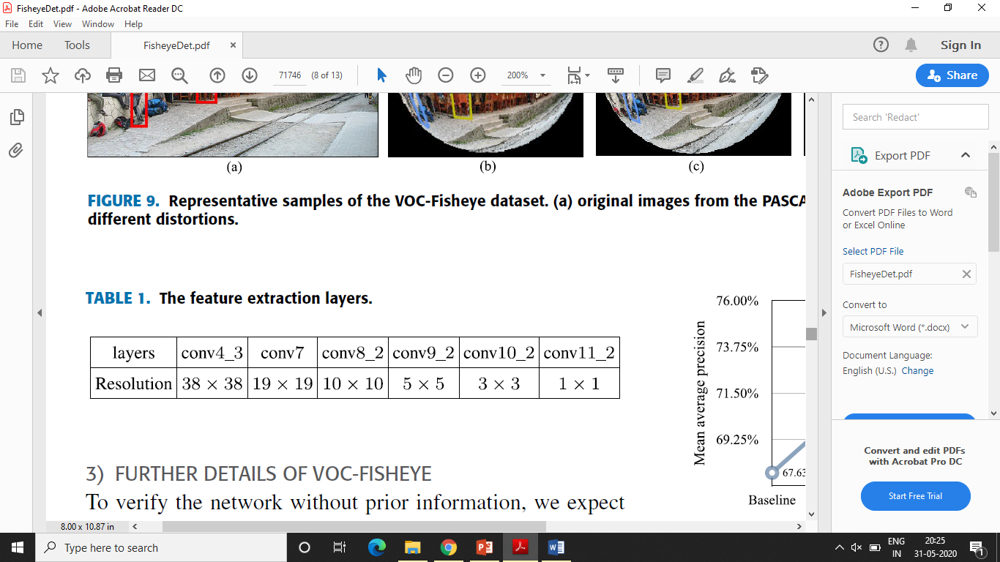 FisheyeDet.pdf - Adobe Acrobat Reader DC
File Edit View Window Help
Home Tools FisheyeDet.pdf × Sign In
71746 (8 of 13) 200% Share
(a) (b) (c)
FIGURE 9. Representative samples of the VOC-Fisheye dataset. (a) original images from the PASCA
different distortions.
TABLE 1. The feature extraction layers.
layers conv4_3 conv7 conv8_2 conv9_2 conv10_2 conv11_2
Resolution 38 × 38 19 × 19 10 × 10 5 × 5 3 × 3 1 × 1
3) FURTHER DETAILS OF VOC-FISHEYE
To verify the network without prior information, we expect
Mean average precision
76.00%
73.75%
71.50%
69.25%
67.63
Baseline
8.00 x 10.87 in
Search 'Redact'
Export PDF
Adobe Export PDF
Convert PDF Files to Word
or Excel Online
Select PDF File
FisheyeDet.pdf
Convert to
Microsoft Word (*.docx)
Document Language:
English (U.S.) Change
Convert and edit PDFs
with Acrobat Pro DC
Start Free Trial
Type here to search
ENG
IN
20:25
31-05-2020
1